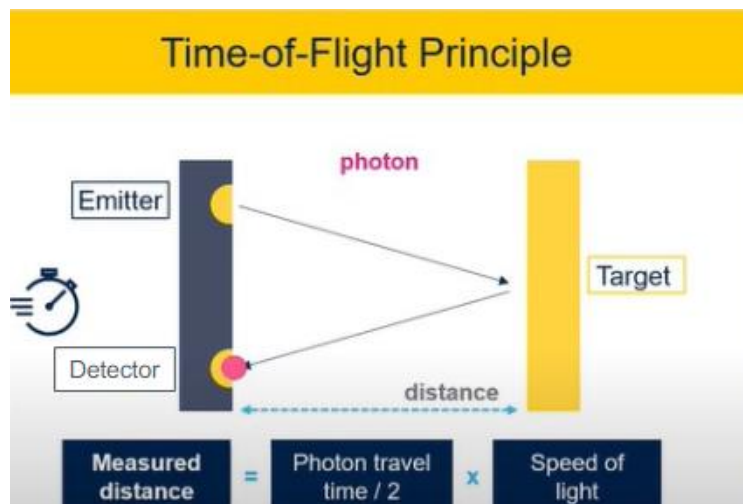 Time-of-Flight Principle
photon
Emitter
Target
Detector
distance
Measured
distance
=
Photon travel
time / 2
x
Speed of
light